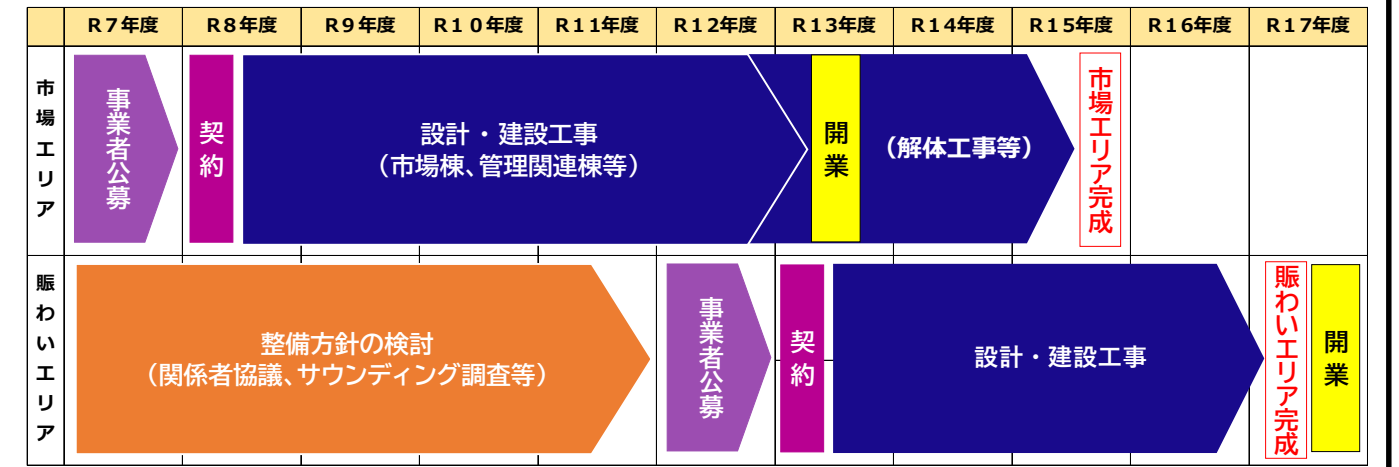 R7年度 R8年度 R9年度 R10年度 R11年度 R12年度 R13年度 R14年度 R15年度 R16年度 R17年度
市場エリア
事業者公募
契約
設計・建設工事
（市場棟、管理関連棟等）
開業
（解体工事等）
市場エリア完成
賑わいエリア
整備方針の検討
（関係者協議、サウンディング調査等）
事業者公募
契約
設計・建設工事
賑わいエリア完成
開業